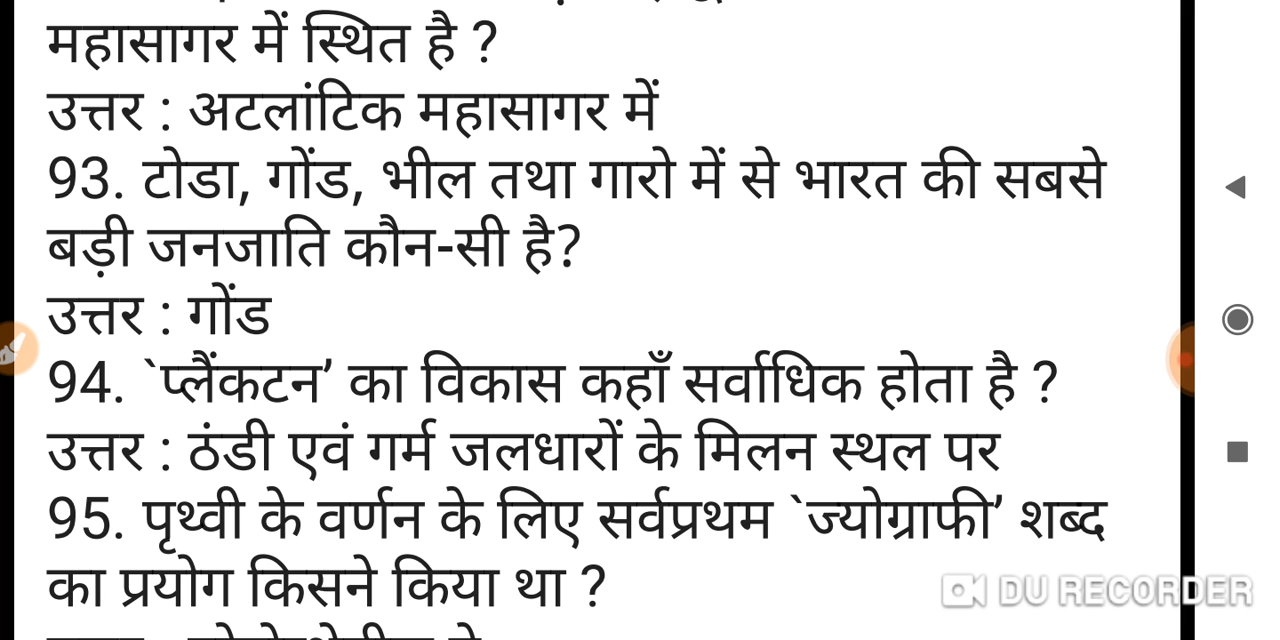 महासागर में स्थित है ?
उत्तर : अटलांटिक महासागर में
93. टोडा, गोंड, भील तथा गारो में से भारत की सबसे
बड़ी जनजाति कौन-सी है?
उत्तर : गोंड
94. `प्लैंकटन’ का विकास कहाँ सर्वाधिक होता है ?
उत्तर : ठंडी एवं गर्म जलधारों के मिलन स्थल पर
95. पृथ्वी के वर्णन के लिए सर्वप्रथम `ज्योग्राफी’ शब्द
का प्रयोग किसने किया था ?
DU RECORDER